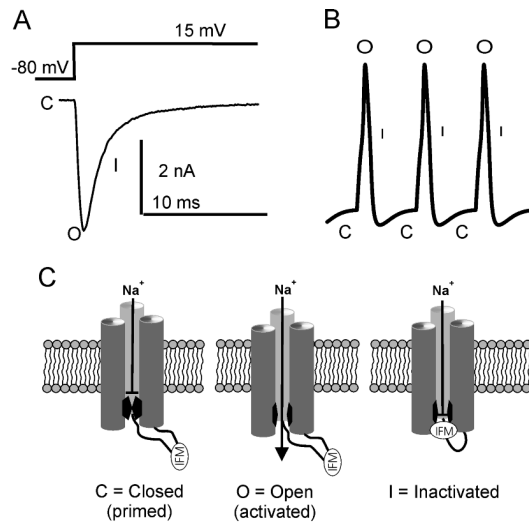 A
15 mV
-80 mV
C
I
2 nA
10 ms
O
B
O O O
I I I
C C C
C
Na+ Na+ Na+
IFM IFM IFM
C = Closed O = Open I = Inactivated
(primed) (activated)